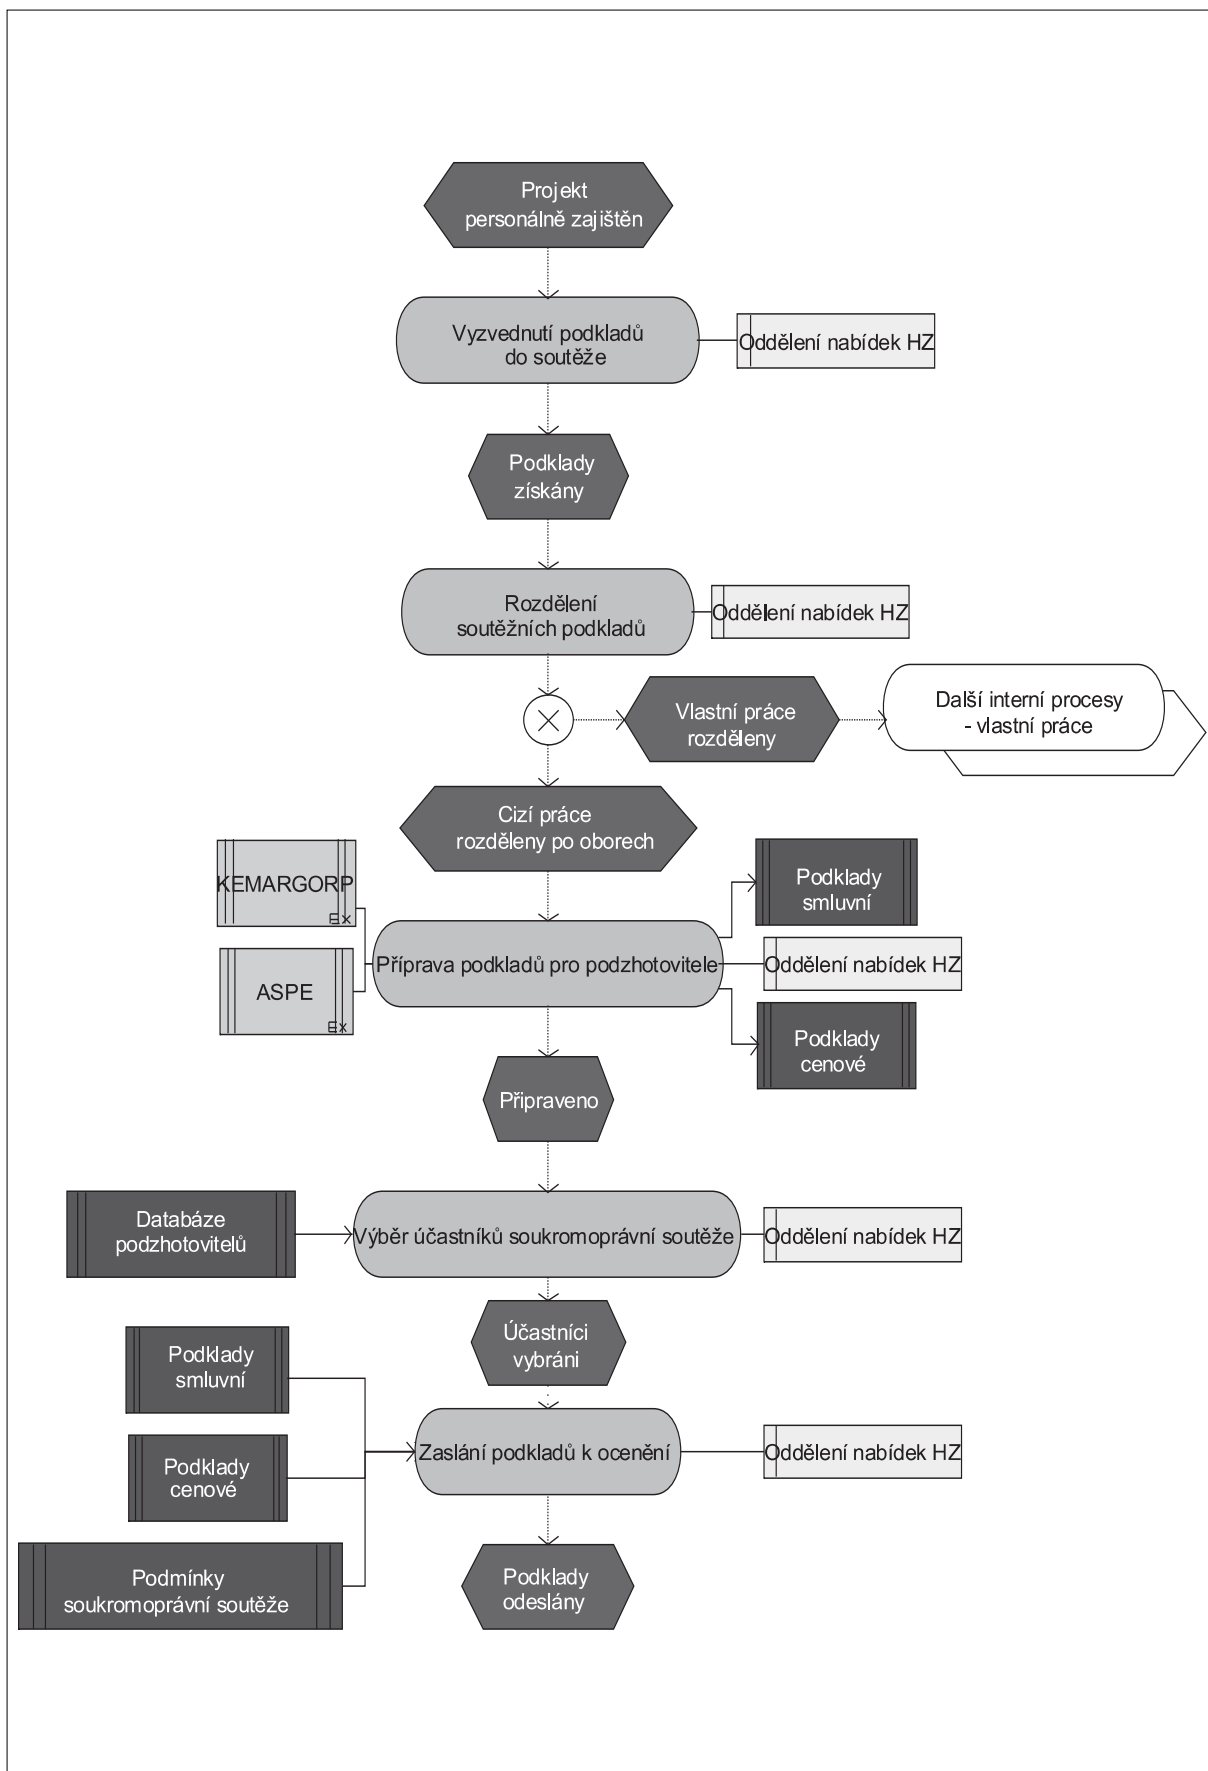 Projekt
personálně zajištěn
Vyzvednutí podkladů
do soutěže
Oddělení nabídek HZ
Podklady
získány
Rozdělení
soutěžních podkladů
Oddělení nabídek HZ
Vlastní práce
rozděleny
Další interní procesy
- vlastní práce
Cizí práce
rozděleny po oborech
KEMARGORP
Ex
ASPE
Ex
Příprava podkladů pro podzhotovitele
Podklady
smluvní
Oddělení nabídek HZ
Podklady
cenové
Připraveno
Databáze
podzhotovitelů
Výběr účastníků soukromoprávní soutěže
Oddělení nabídek HZ
Účastníci
vybráni
Podklady
smluvní
Podklady
cenové
Podmínky
soukromoprávní soutěže
Zaslání podkladů k ocenění
Oddělení nabídek HZ
Podklady
odeslány